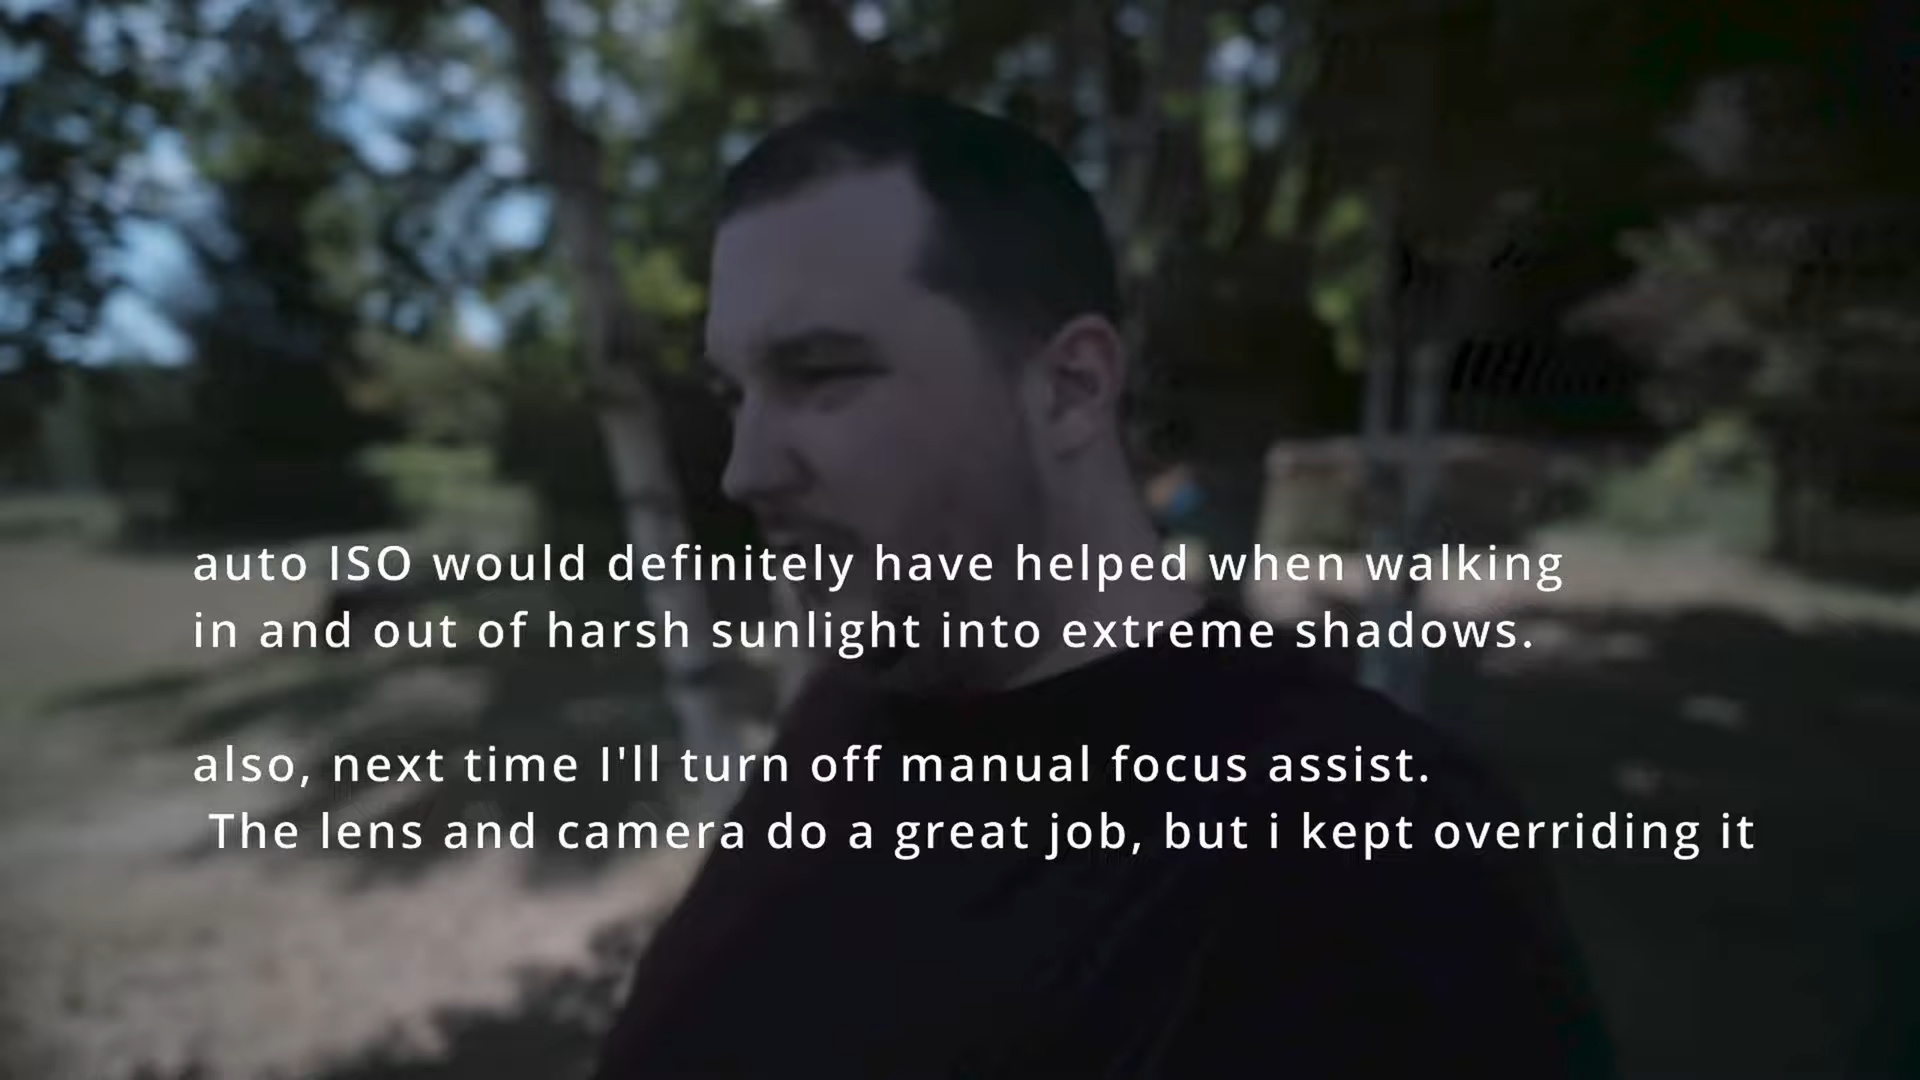 auto ISO would definitely have helped when walking
in and out of harsh sunlight into extreme shadows.
also, next time I'll turn off manual focus assist.
The lens and camera do a great job, but i kept overriding it